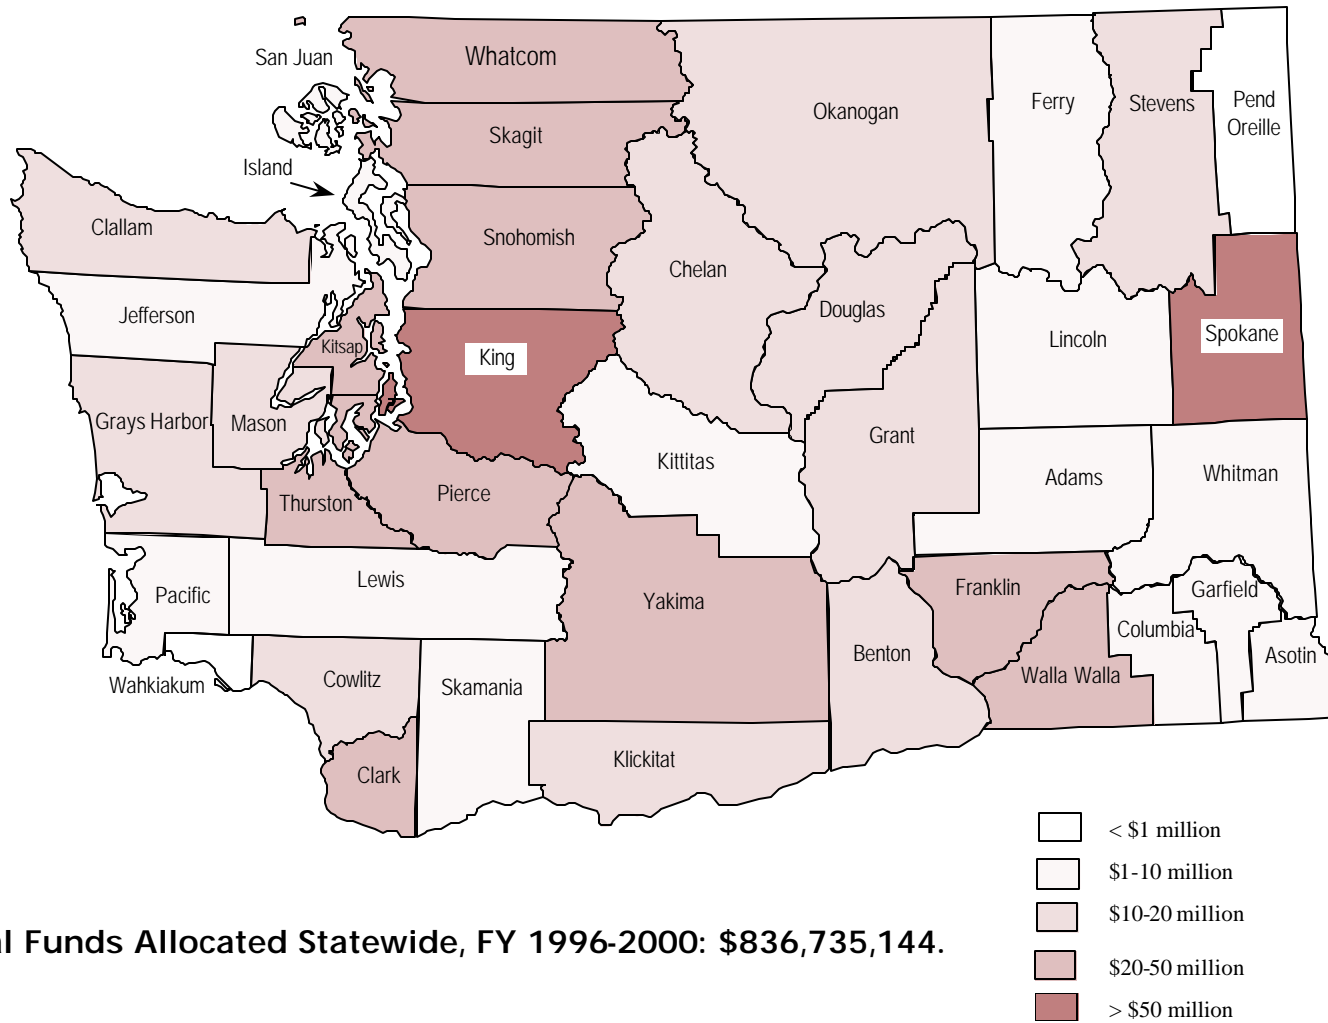 San Juan
Whatcom
Okanogan
Ferry
Stevens
Pend
Oreille
Skagit
Island
Clallam
Snohomish
Chelan
Douglas
Jefferson
Kitsap
King
Lincoln
Spokane
Grays Harbor
Mason
Grant
Kittitas
Adams
Whitman
Thurston
Pierce
Lewis
Pacific
Yakima
Franklin
Garfield
Columbia
Benton
Asotin
Walla Walla
Wahkiakum
Cowlitz
Skamania
Klickitat
Clark
< $1 million
$1-10 million
$10-20 million
$20-50 million
> $50 million
l Funds Allocated Statewide, FY 1996-2000: $836,735,144.